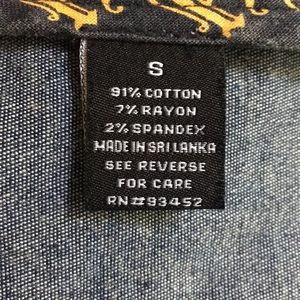 S
91% COTTON
7% RAYON
2% SPANDEX
MADE IN SRI LANKA
SEE REVERSE
FOR CARE
RN#93452